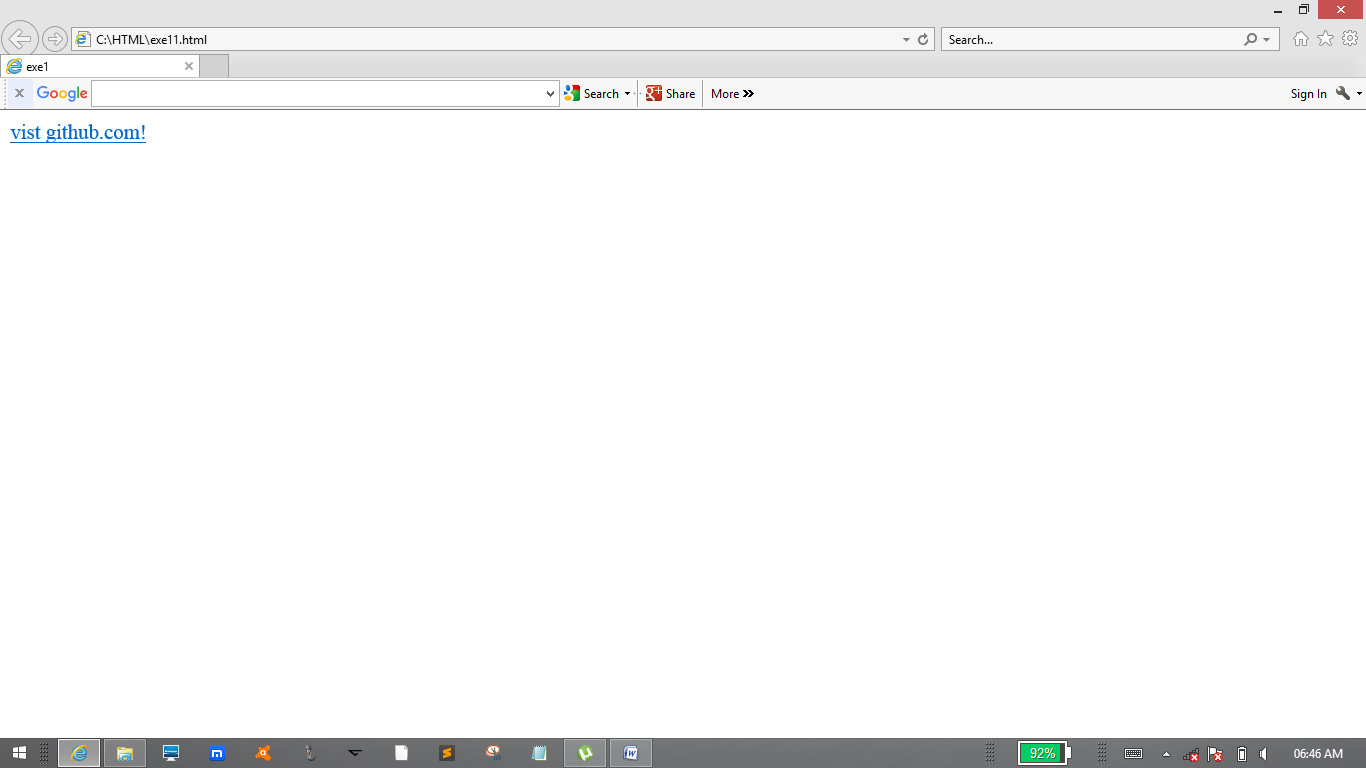 C:\HTML\exe11.html
Search...
exe1
x Google Search Share More Sign In
vist github.com!
92% 06:46 AM